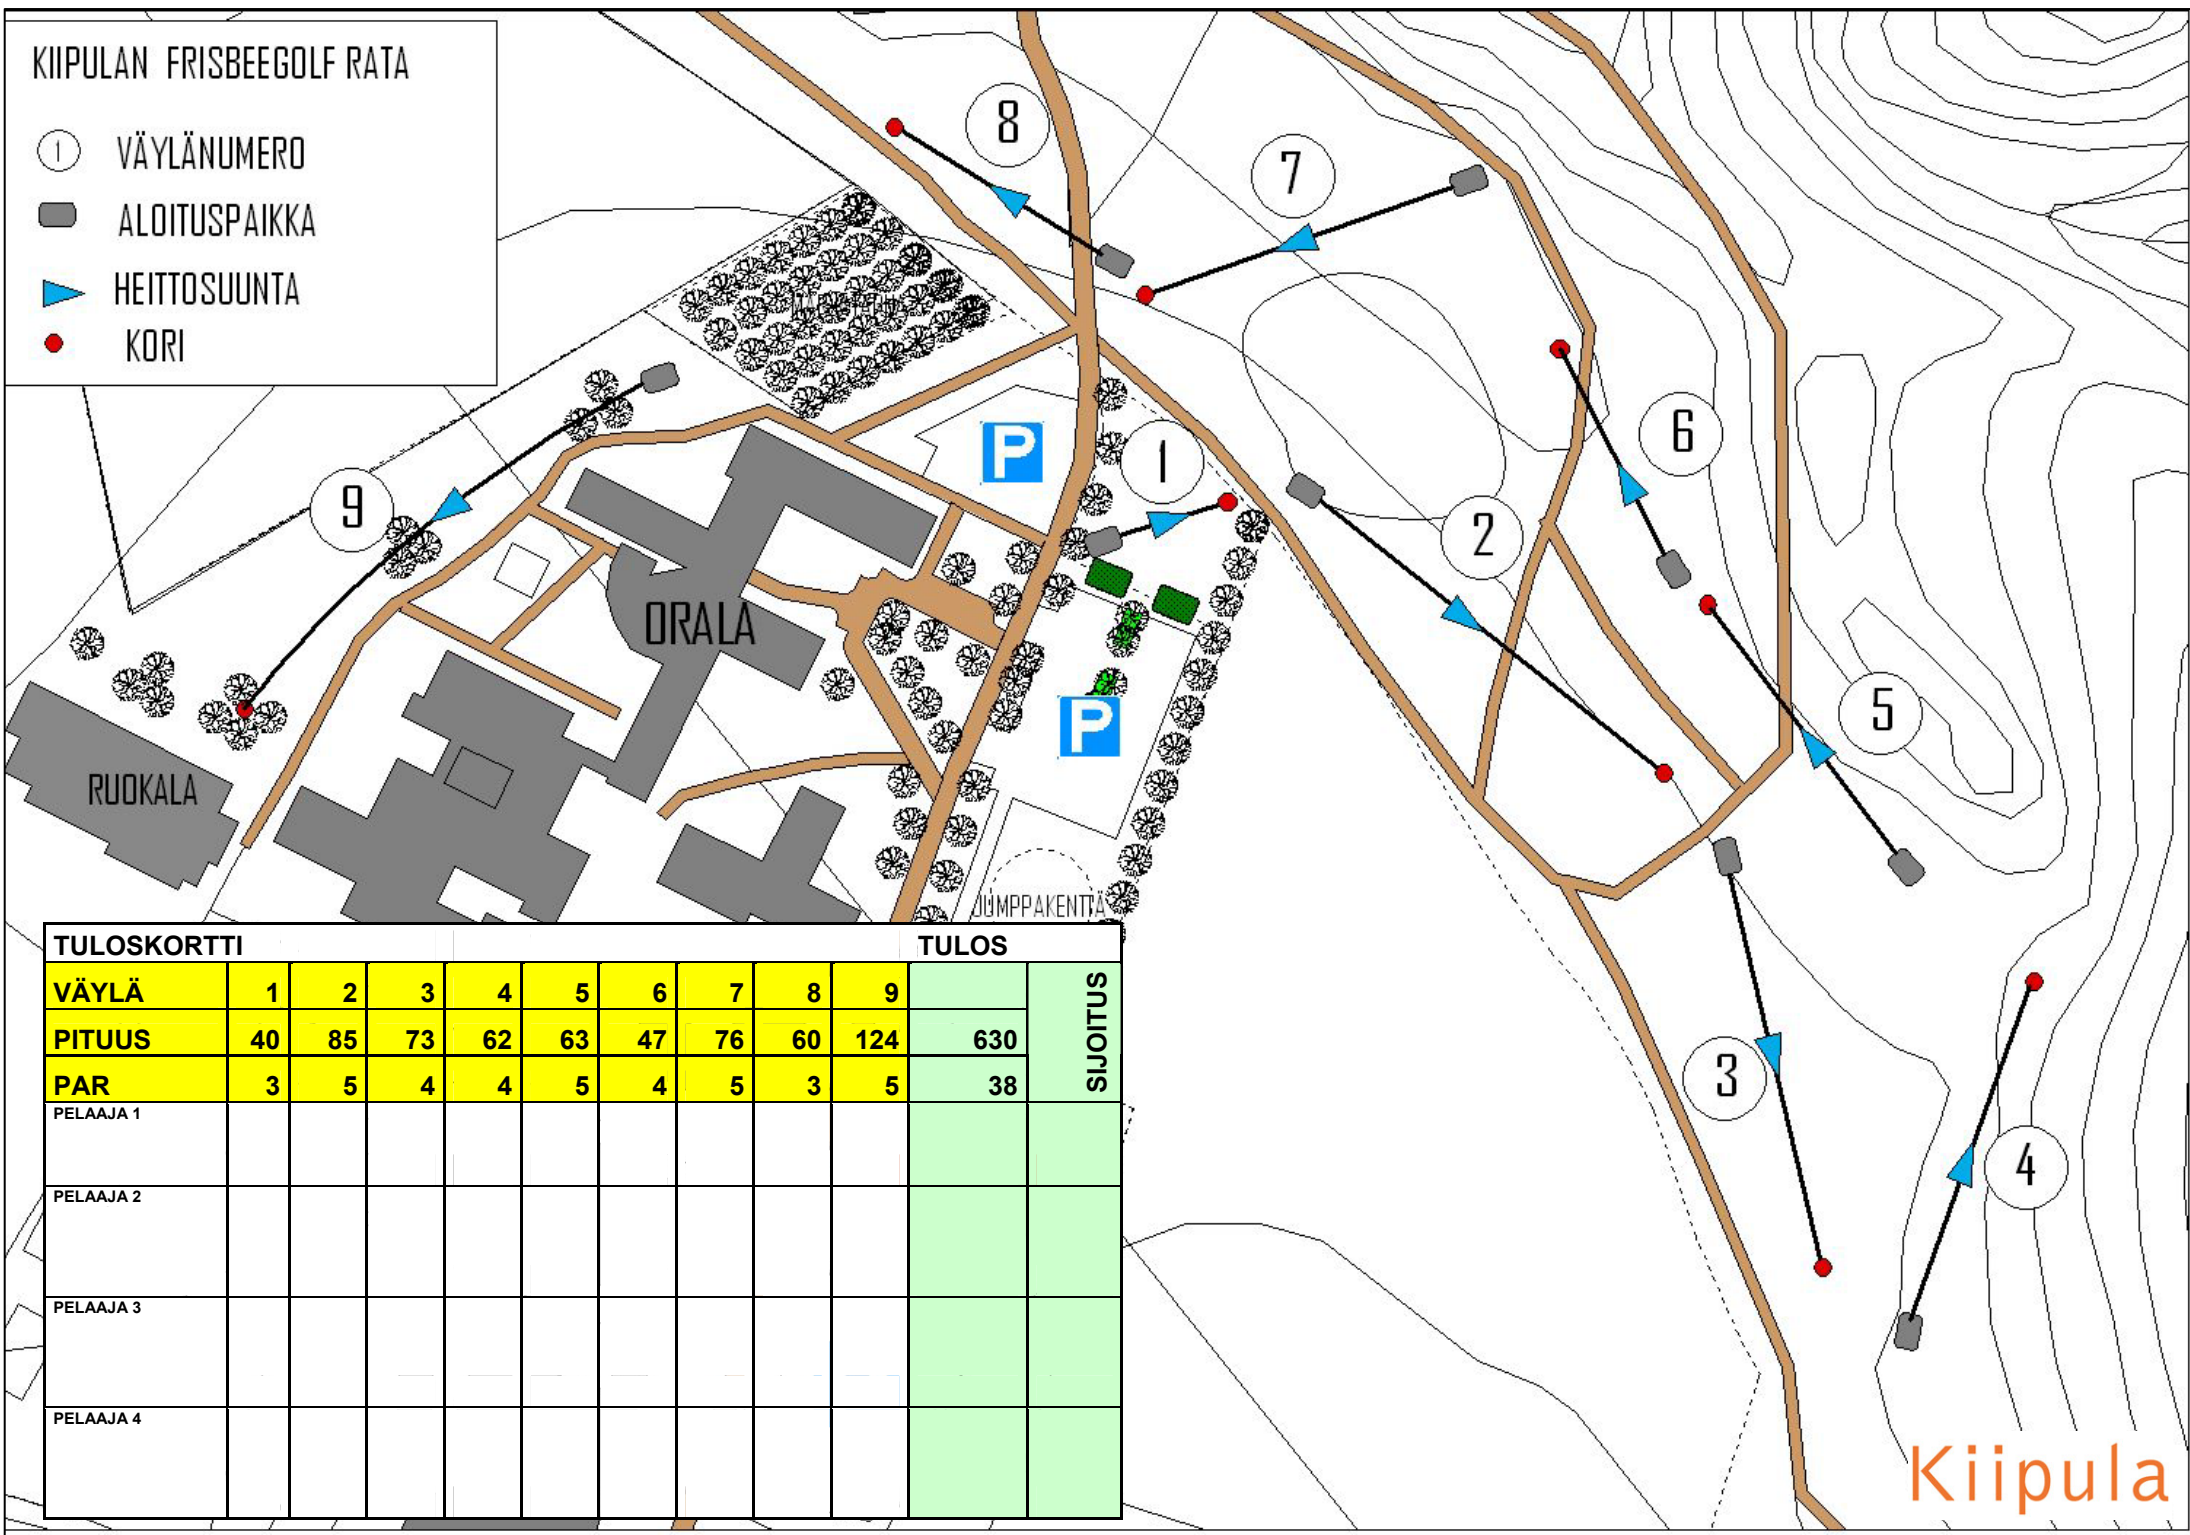 KIIPULAN FRISBEEGOLF RATA
1 VÄYLÄNUMERO
ALOITUSPAIKKA
HEITTOSUUNTA
KORI
8
7
6
1
2
9
5
3
4
P
P
ORALA
RUOKALA
JUMPPAKENTTÄ
TULOSKORTTI TULOS
VÄYLÄ 1 2 3 4 5 6 7 8 9
PITUUS 40 85 73 62 63 47 76 60 124 630
PAR 3 5 4 4 5 4 5 3 5 38
SIJOITUS
PELAAJA 1
PELAAJA 2
PELAAJA 3
PELAAJA 4
Kiipula